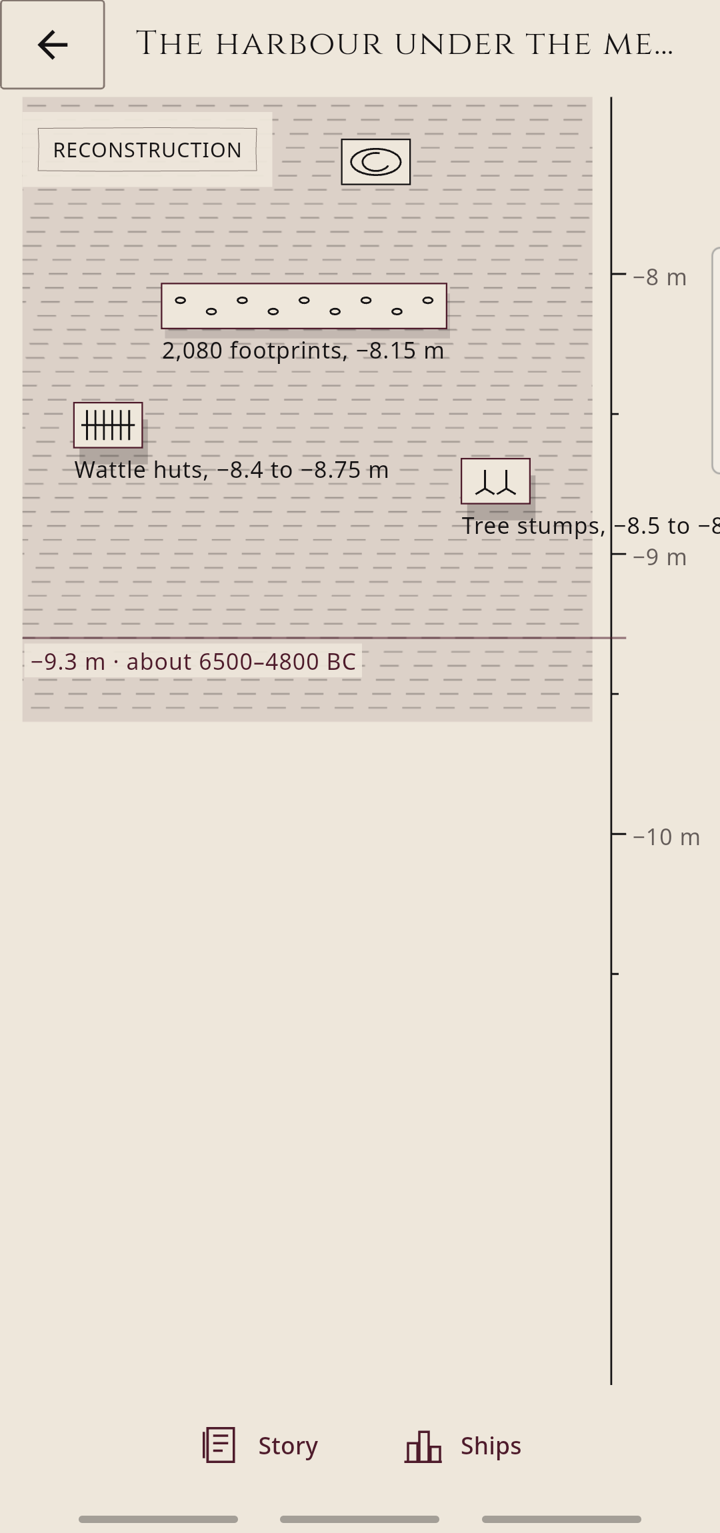 THE HARBOUR UNDER THE ME…
RECONSTRUCTION
−8 m
2,080 footprints, −8.15 m
Wattle huts, −8.4 to −8.75 m
Tree stumps, −8.5 to −8
−9 m
−9.3 m · about 6500–4800 BC
−10 m
Story
Ships